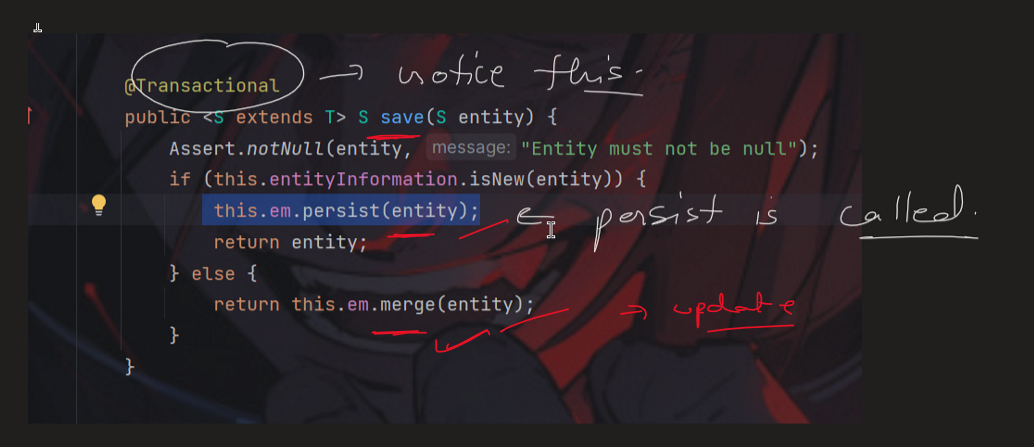 @Transactional → notice this.
public <S extends T> S save(S entity) {
Assert.notNull(entity, message: "Entity must not be null");
if (this.entityInformation.isNew(entity)) {
this.em.persist(entity); ← persist is called.
return entity;
} else {
return this.em.merge(entity); → update
}
}